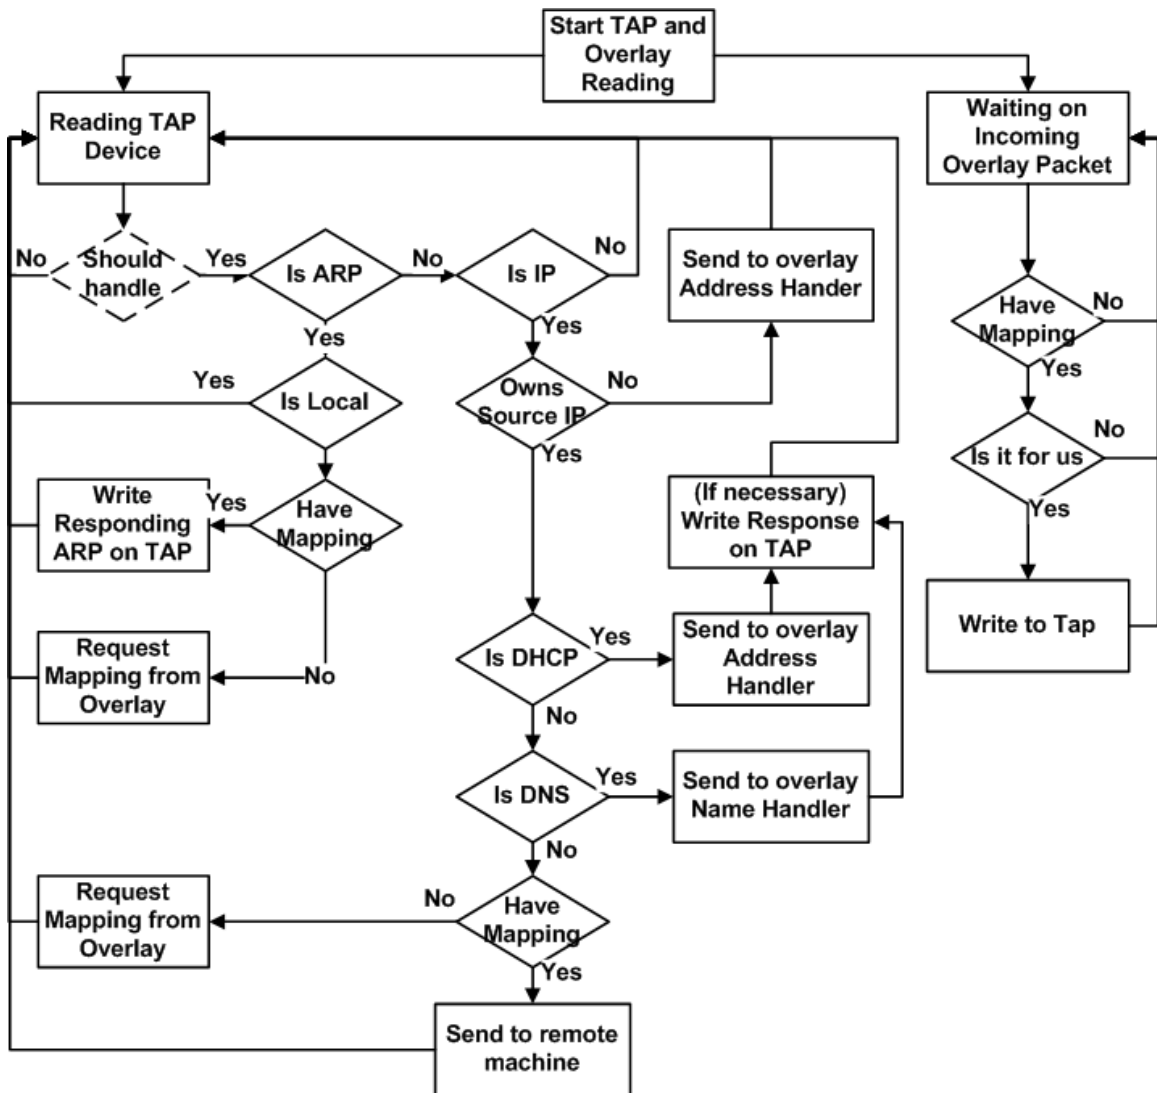 Start TAP and
Overlay
Reading
Reading TAP
Device
Waiting on
Incoming
Overlay Packet
No
Should
handle
Yes
Is ARP
No
Is IP
No
Send to overlay
Address Hander
Have
Mapping
No
Yes
Yes
Yes
Yes
Is Local
Owns
Source IP
No
Yes
Is it for us
No
Yes
Write
Responding
ARP on TAP
Yes
Have
Mapping
(If necessary)
Write Response
on TAP
Write to Tap
Request
Mapping from
Overlay
No
Is DHCP
Yes
Send to overlay
Address
Handler
No
Is DNS
Yes
Send to overlay
Name Handler
No
Request
Mapping from
Overlay
No
Have
Mapping
Yes
Send to remote
machine